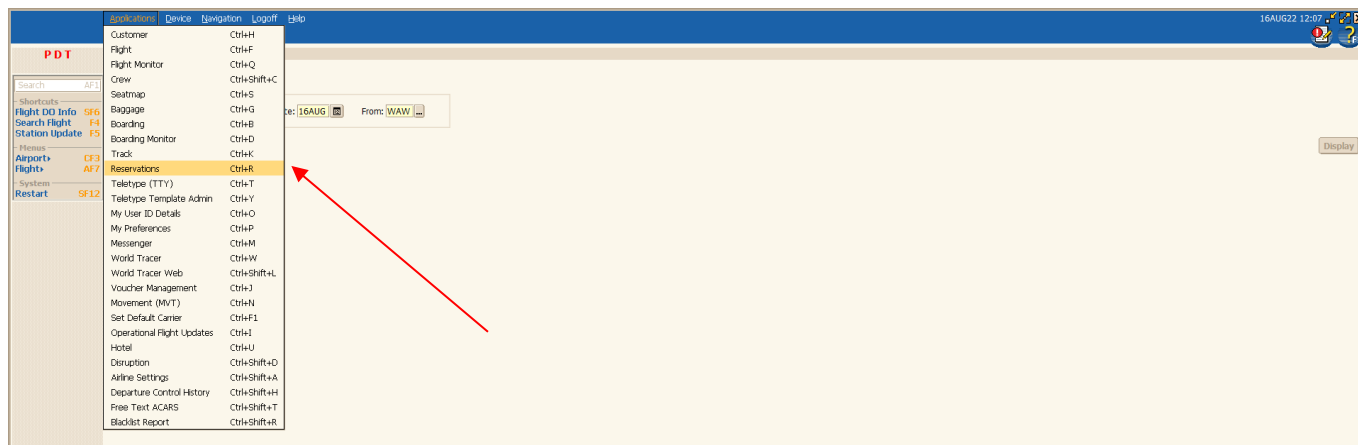 Applications Device Navigation Logoff Help
16AUG22 12:07
PDT
Search AF1
Shortcuts
Flight DO Info SF6
Search Flight F4
Station Update F5
Menus
Airport CF3
Flight AF7
System
Restart SF12
Customer Ctrl+H
Flight Ctrl+F
Flight Monitor Ctrl+Q
Crew Ctrl+Shift+C
Seatmap Ctrl+S
Baggage Ctrl+G
Boarding Ctrl+B
Boarding Monitor Ctrl+D
Track Ctrl+K
Reservations Ctrl+R
Teletype (TTY) Ctrl+T
Teletype Template Admin Ctrl+Y
My User ID Details Ctrl+O
My Preferences Ctrl+P
Messenger Ctrl+M
World Tracer Ctrl+W
World Tracer Web Ctrl+Shift+L
Voucher Management Ctrl+J
Movement (MVT) Ctrl+N
Set Default Carrier Ctrl+F1
Operational Flight Updates Ctrl+I
Hotel Ctrl+U
Disruption Ctrl+Shift+D
Airline Settings Ctrl+Shift+A
Departure Control History Ctrl+Shift+H
Free Text ACARS Ctrl+Shift+T
Blacklist Report Ctrl+Shift+R
te: 16AUG From: WAW ...
Display